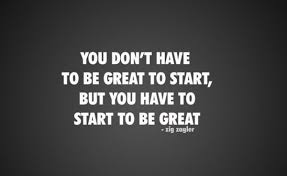 YOU DON'T HAVE
TO BE GREAT TO START,
BUT YOU HAVE TO
START TO BE GREAT
- zig zagler